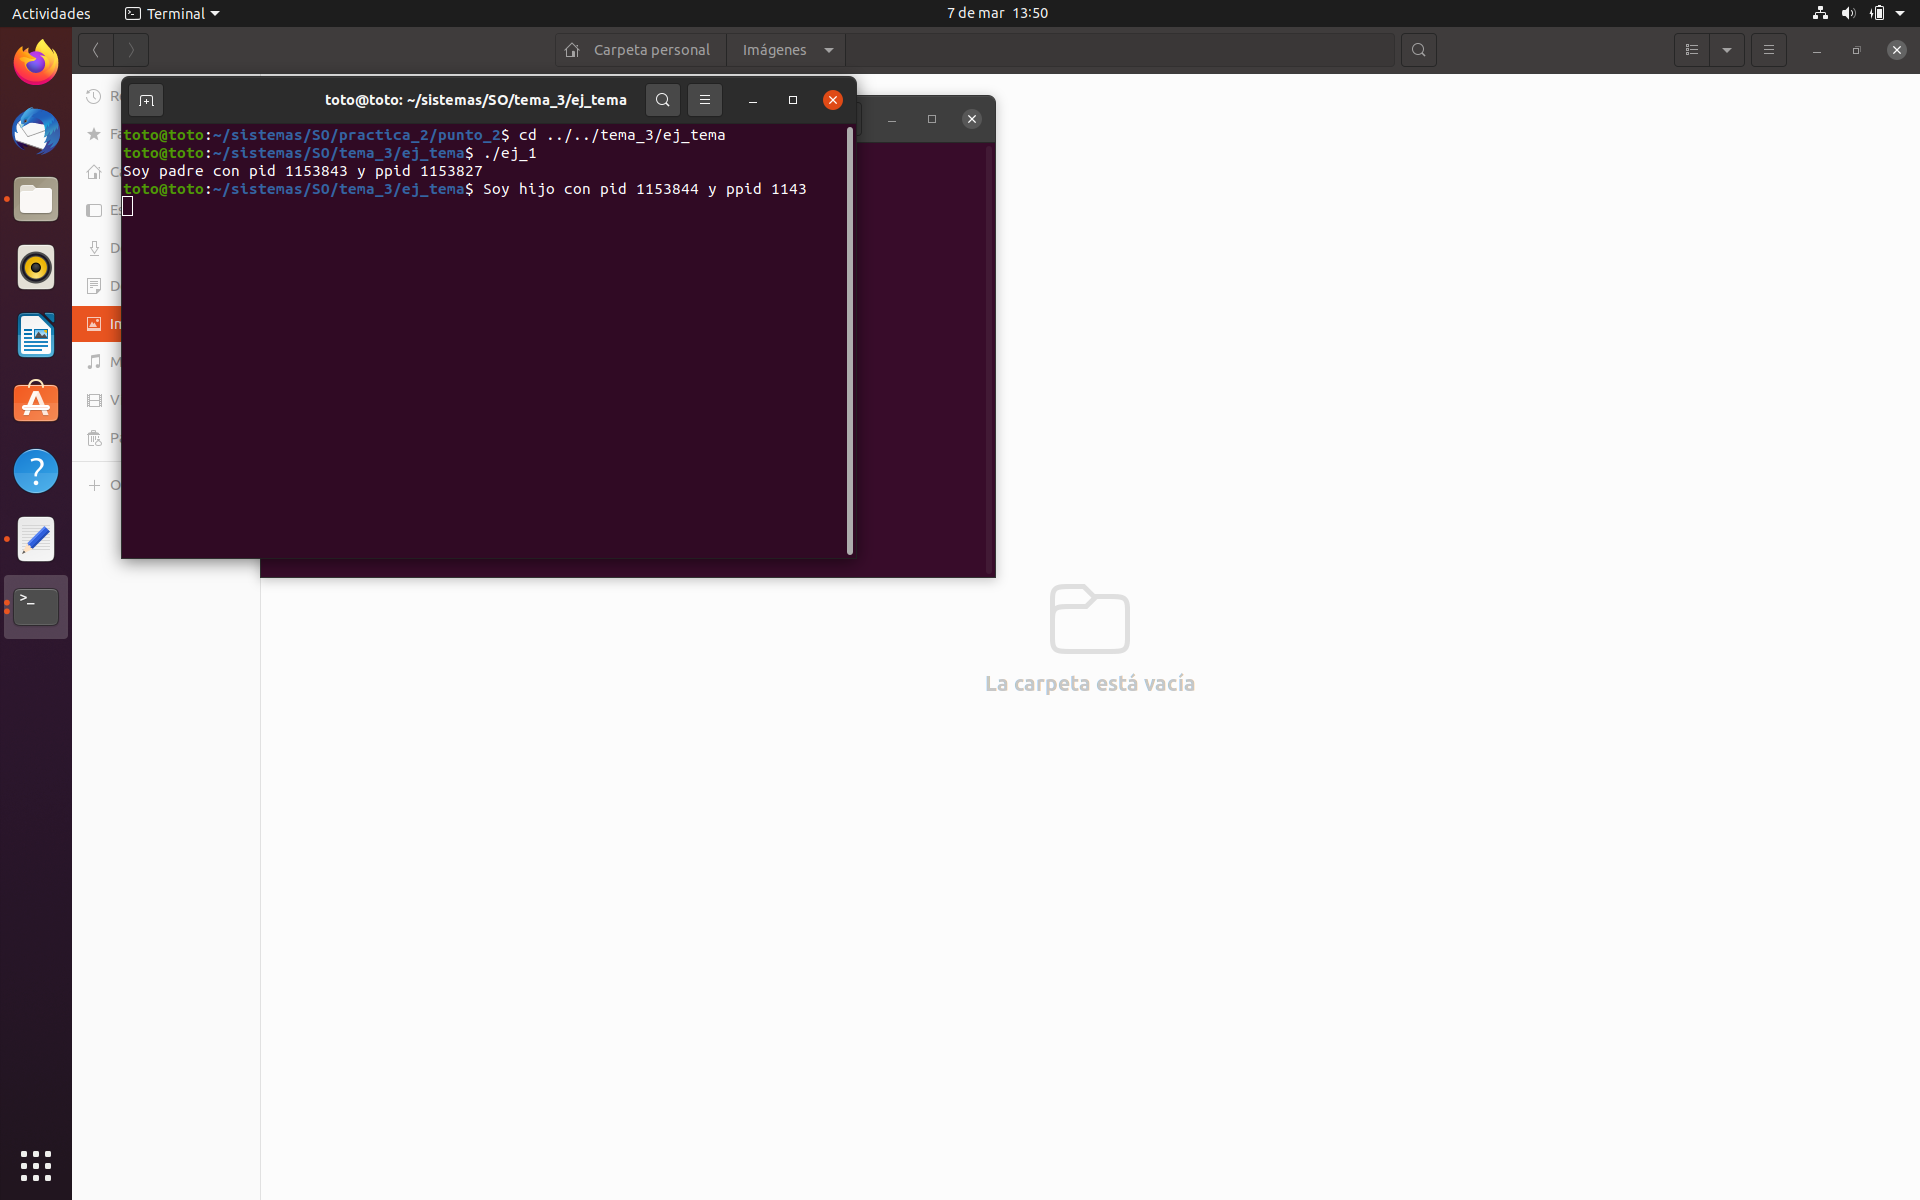 Actividades
Terminal
7 de mar 13:50
Carpeta personal
Imágenes
toto@toto: ~/sistemas/SO/tema_3/ej_tema
toto@toto:~/sistemas/SO/practica_2/punto_2$ cd ../../tema_3/ej_tema
toto@toto:~/sistemas/SO/tema_3/ej_tema$ ./ej_1
Soy padre con pid 1153843 y ppid 1153827
toto@toto:~/sistemas/SO/tema_3/ej_tema$ Soy hijo con pid 1153844 y ppid 1143
La carpeta está vacía